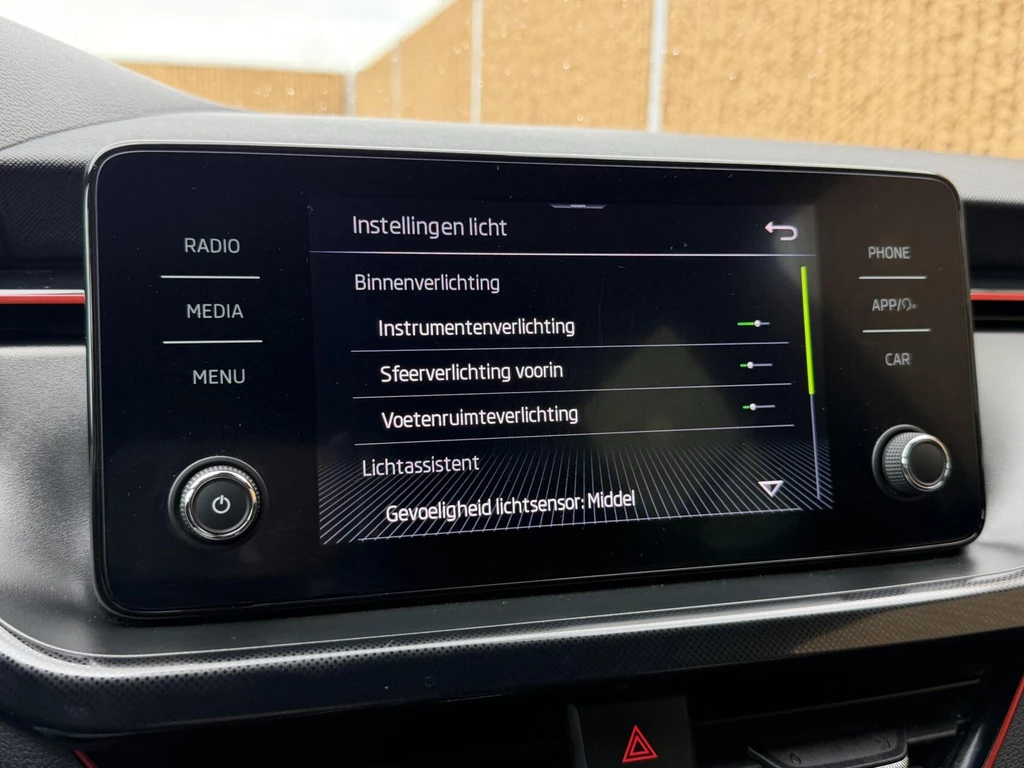 Instellingen licht
RADIO
MEDIA
MENU
Binnenverlichting
Instrumentenverlichting
Sfeerverlichting voorin
Voetenruimteverlichting
Lichtassistent
Gevoeligheid lichtsensor: Middel
PHONE
APP/
CAR